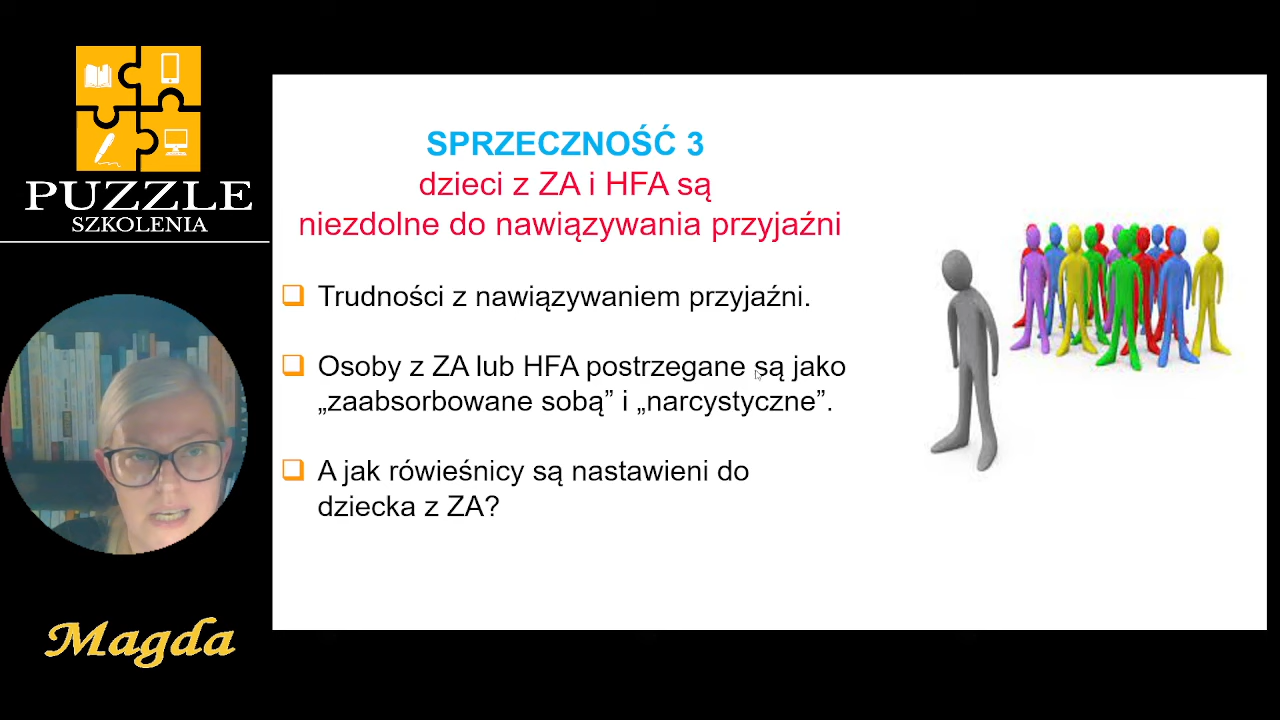 PUZZLE
SZKOLENIA
SPRZECZNOŚĆ 3
dzieci z ZA i HFA są
niezdolne do nawiązywania przyjaźni
Trudności z nawiązywaniem przyjaźni.
Osoby z ZA lub HFA postrzegane są jako
„zaabsorbowane sobą” i „narcystyczne”.
A jak rówieśnicy są nastawieni do
dziecka z ZA?
Magda